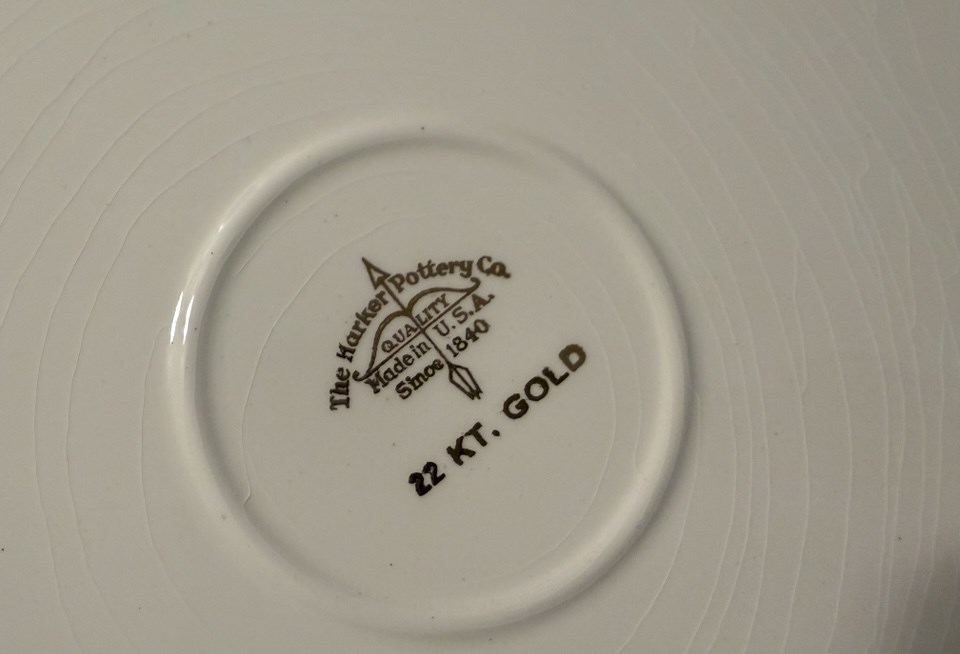 The Harker Pottery Co.
QUALITY
Made in U.S.A.
Since 1840
22 KT. GOLD